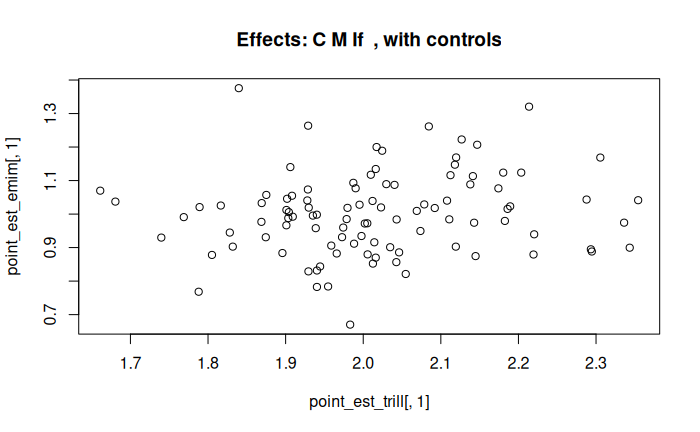 Effects: C M If , with controls
point_est_emim[, 1]
1.3
1.1
0.9
0.7
1.7 1.8 1.9 2.0 2.1 2.2 2.3
point_est_trill[, 1]